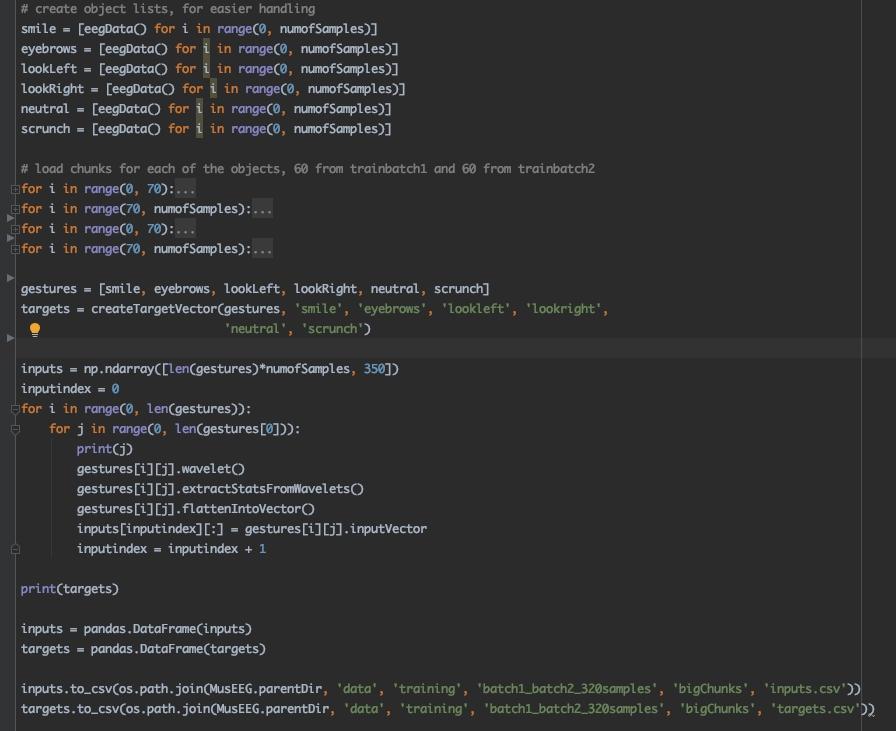 # create object lists, for easier handling
smile = [eegData() for i in range(0, numofSamples)]
eyebrows = [eegData() for i in range(0, numofSamples)]
lookLeft = [eegData() for i in range(0, numofSamples)]
lookRight = [eegData() for i in range(0, numofSamples)]
neutral = [eegData() for i in range(0, numofSamples)]
scrunch = [eegData() for i in range(0, numofSamples)]
# load chunks for each of the objects, 60 from trainbatch1 and 60 from trainbatch2
for i in range(0, 70):...
for i in range(70, numofSamples):...
for i in range(0, 70):...
for i in range(70, numofSamples):...
gestures = [smile, eyebrows, lookLeft, lookRight, neutral, scrunch]
targets = createTargetVector(gestures, 'smile', 'eyebrows', 'lookleft', 'lookright',
'neutral', 'scrunch')
inputs = np.ndarray([len(gestures)*numofSamples, 350])
inputindex = 0
for i in range(0, len(gestures)):
for j in range(0, len(gestures[0])):
print(j)
gestures[i][j].wavelet()
gestures[i][j].extractStatsFromWavelets()
gestures[i][j].flattenIntoVector()
inputs[inputindex][:] = gestures[i][j].inputVector
inputindex = inputindex + 1
print(targets)
inputs = pandas.DataFrame(inputs)
targets = pandas.DataFrame(targets)
inputs.to_csv(os.path.join(MusEEG.parentDir, 'data', 'training', 'batch1_batch2_320samples', 'bigChunks', 'inputs.csv'))
targets.to_csv(os.path.join(MusEEG.parentDir, 'data', 'training', 'batch1_batch2_320samples', 'bigChunks', 'targets.csv'))